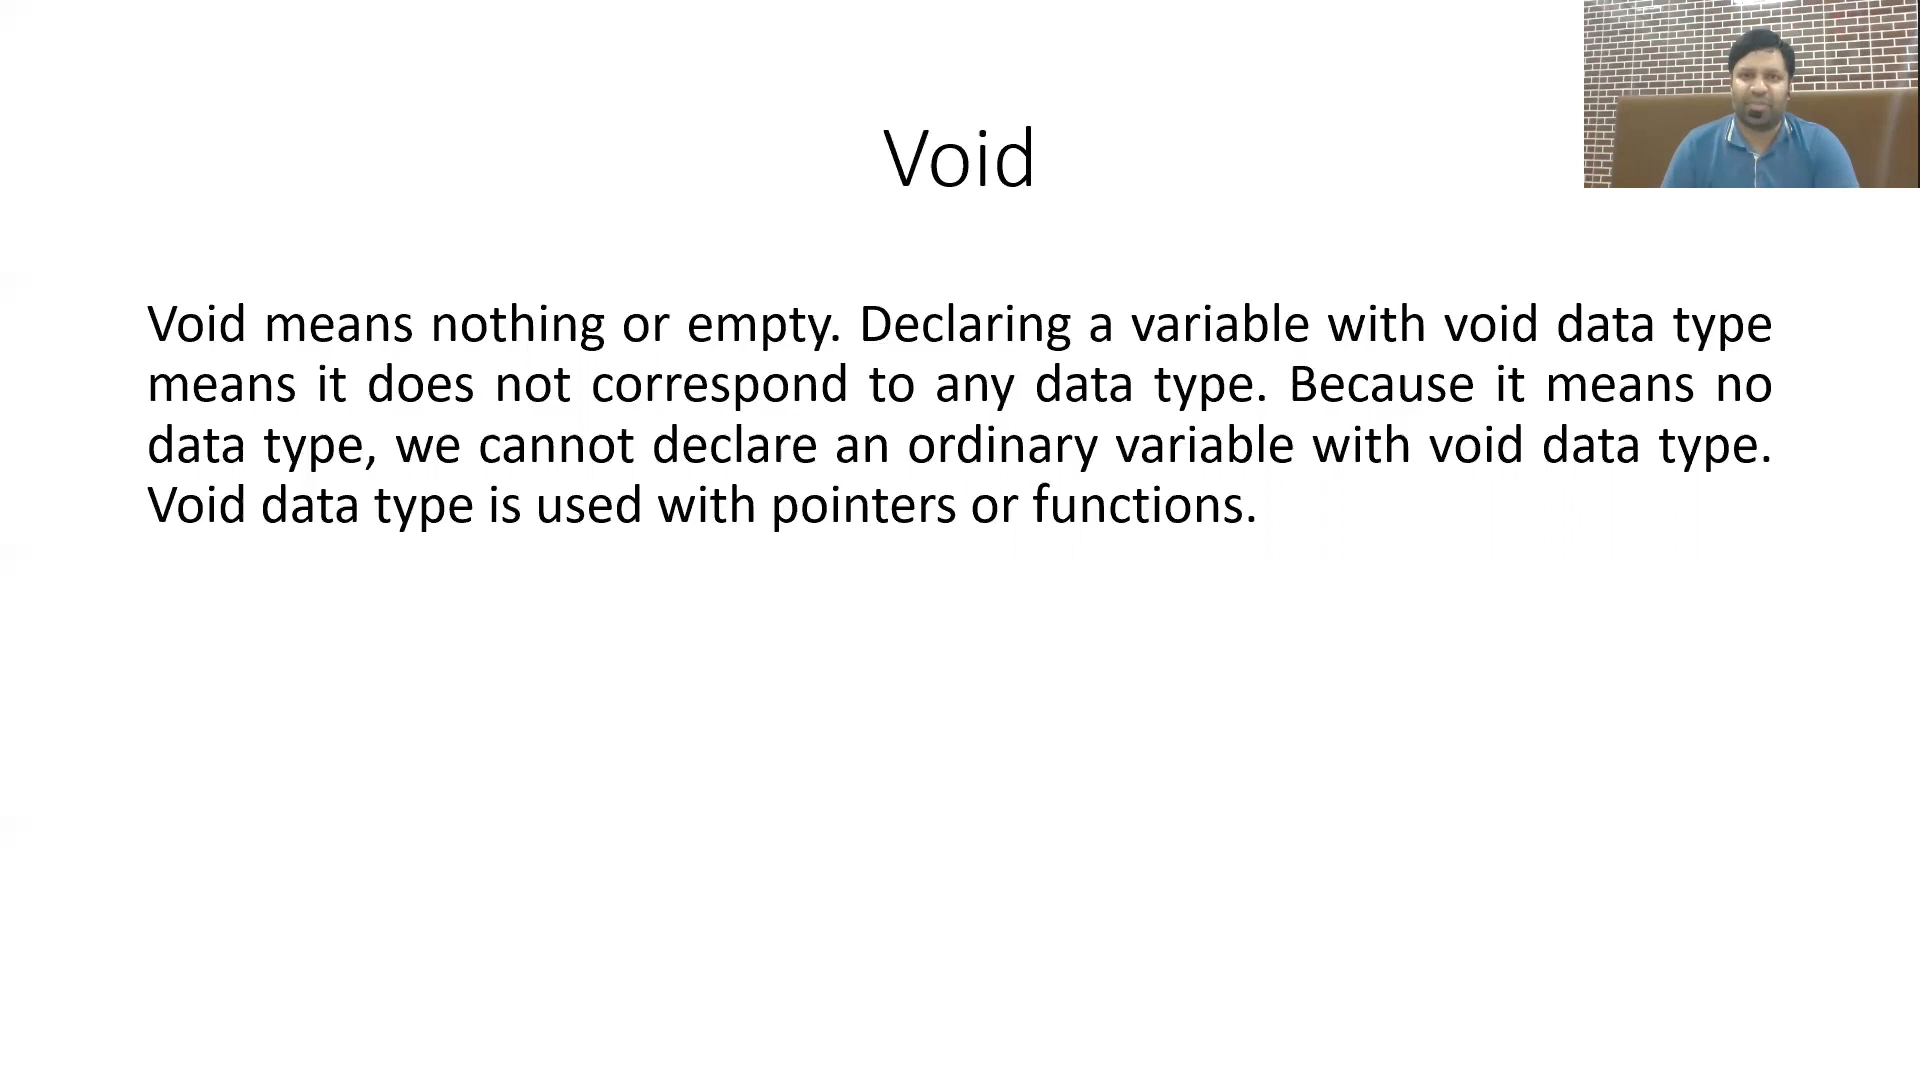 Void
Void means nothing or empty. Declaring a variable with void data type
means it does not correspond to any data type. Because it means no
data type, we cannot declare an ordinary variable with void data type.
Void data type is used with pointers or functions.